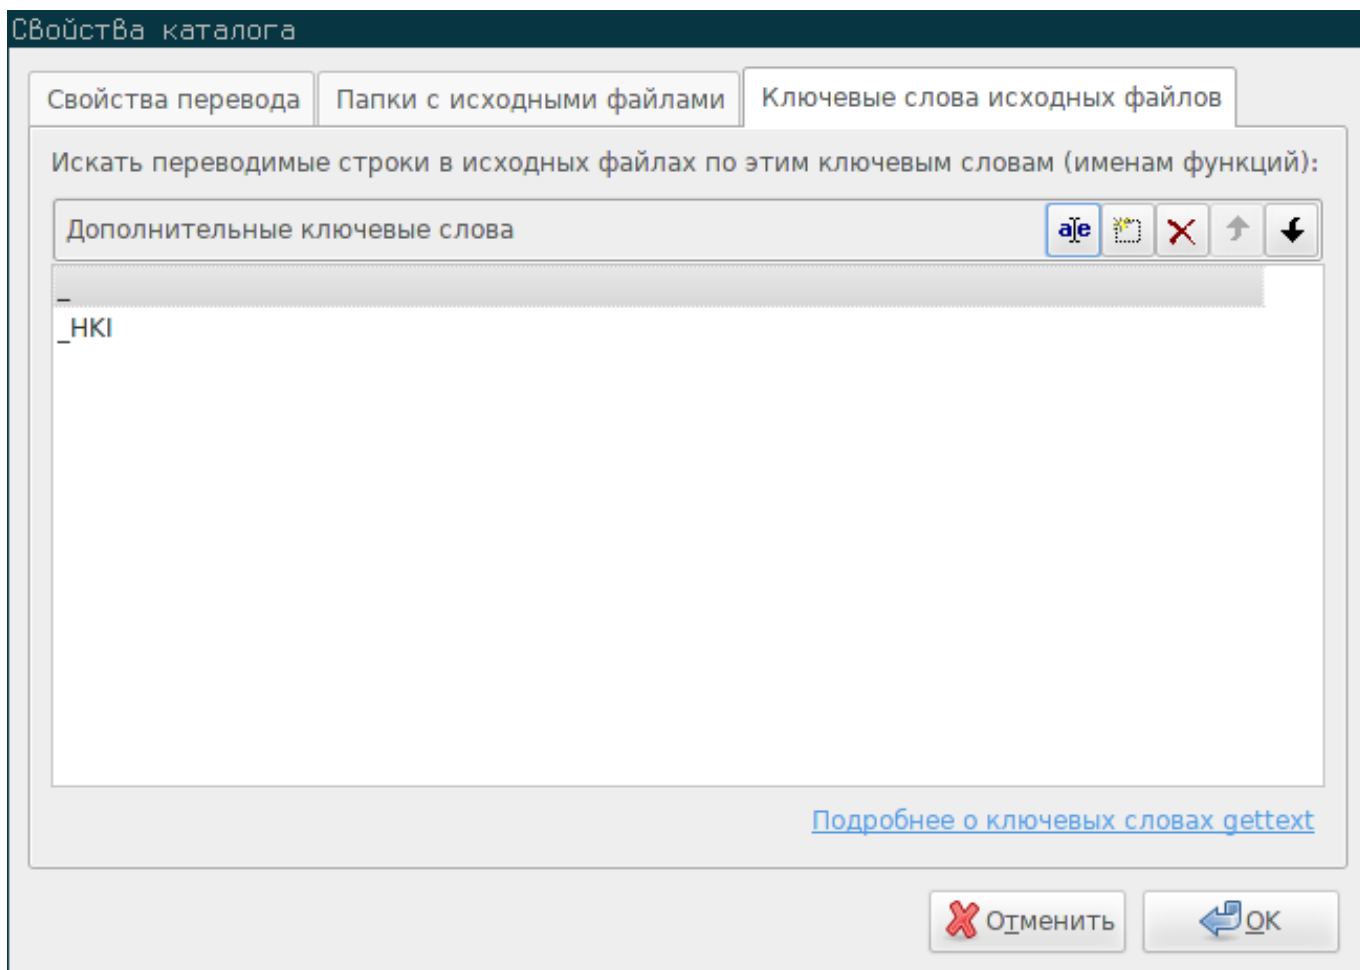 Свойства каталога
Свойства перевода Папки с исходными файлами Ключевые слова исходных файлов
Искать переводимые строки в исходных файлах по этим ключевым словам (именам функций):
Дополнительные ключевые слова
_
_HKI
Подробнее о ключевых словах gettext
Отменить OK